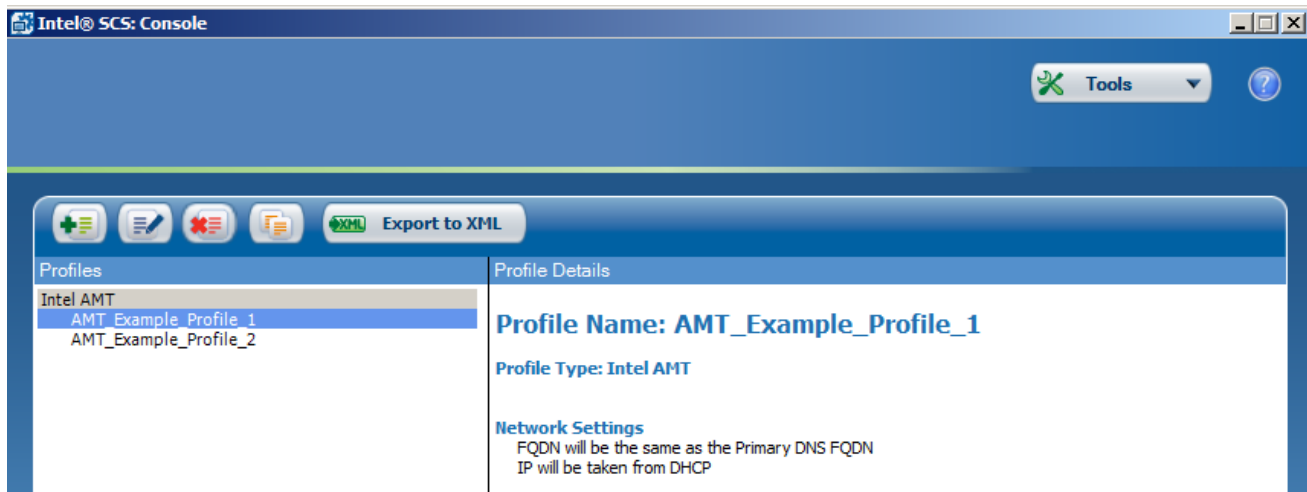 Intel® SCS: Console
Tools
?
XML Export to XML
Profiles
Profile Details
Intel AMT
AMT_Example_Profile_1
AMT_Example_Profile_2
Profile Name: AMT_Example_Profile_1
Profile Type: Intel AMT
Network Settings
FQDN will be the same as the Primary DNS FQDN
IP will be taken from DHCP